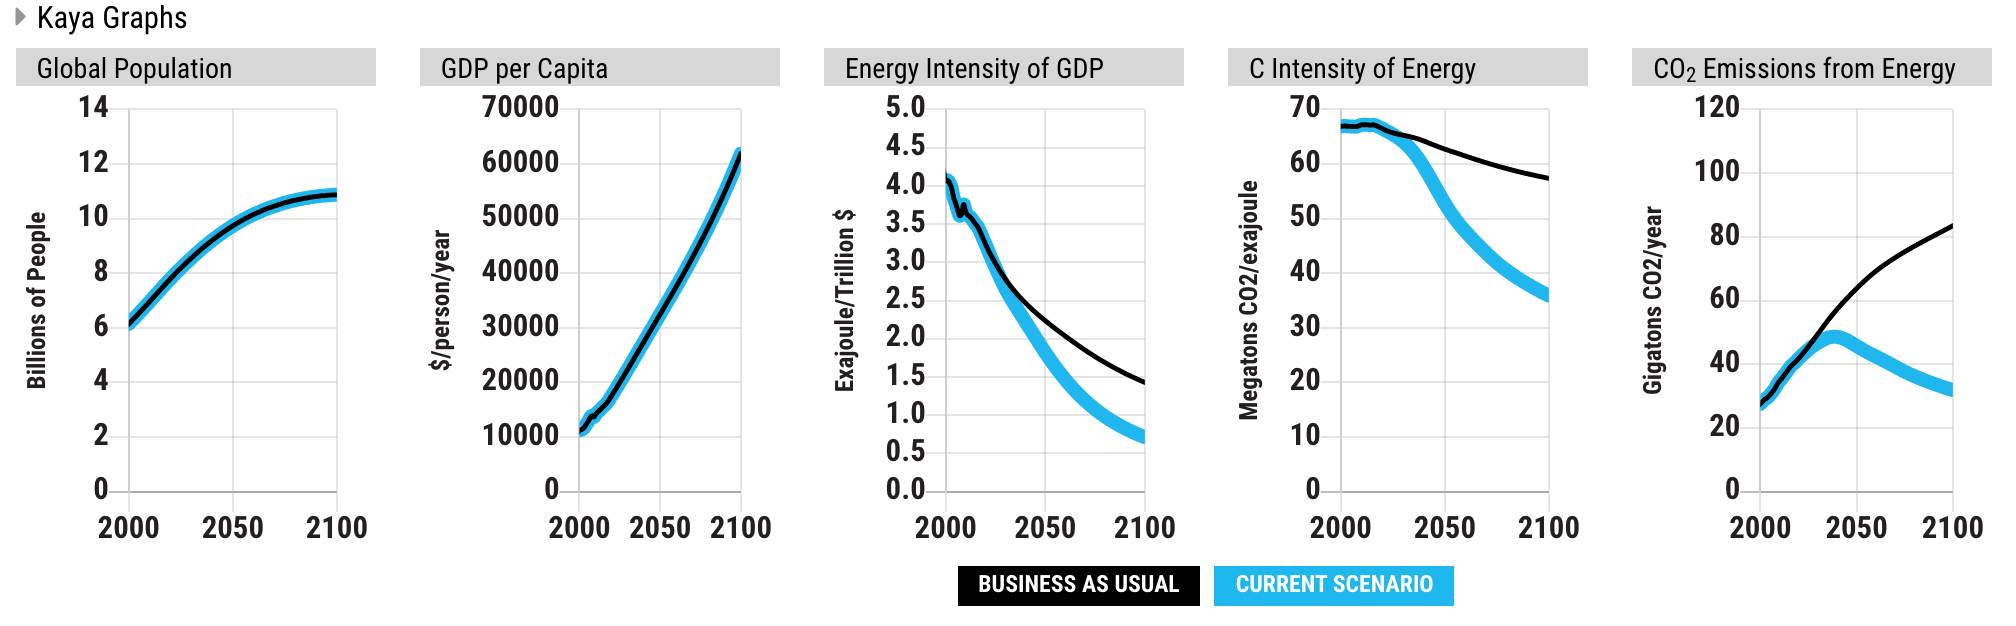 Kaya Graphs
Global Population
Billions of People
14
12
10
8
6
4
2
0
2000 2050 2100
GDP per Capita
$/person/year
70000
60000
50000
40000
30000
20000
10000
0
2000 2050 2100
Energy Intensity of GDP
Exajoule/Trillion $
5.0
4.5
4.0
3.5
3.0
2.5
2.0
1.5
1.0
0.5
0.0
2000 2050 2100
C Intensity of Energy
Megatons CO2/exajoule
70
60
50
40
30
20
10
0
2000 2050 2100
CO₂ Emissions from Energy
Gigatons CO2/year
120
100
80
60
40
20
0
2000 2050 2100
BUSINESS AS USUAL
CURRENT SCENARIO